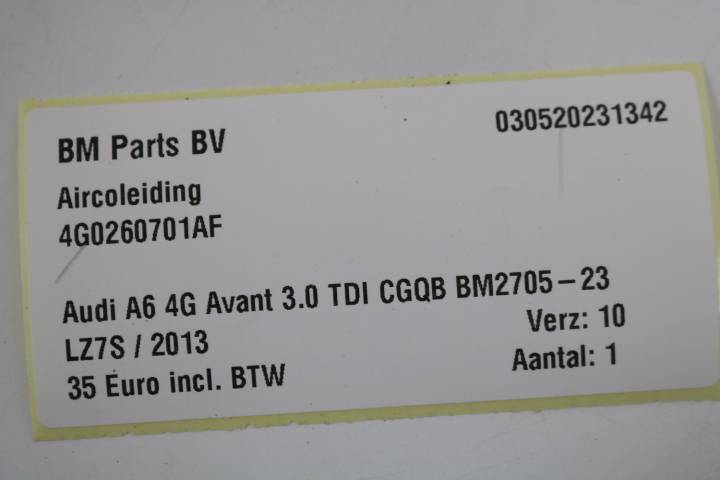 BM Parts BV
030520231342
Aircoleiding
4G0260701AF
Audi A6 4G Avant 3.0 TDI CGQB BM2705-23
LZ7S / 2013
Verz: 10
35 Euro incl. BTW
Aantal: 1